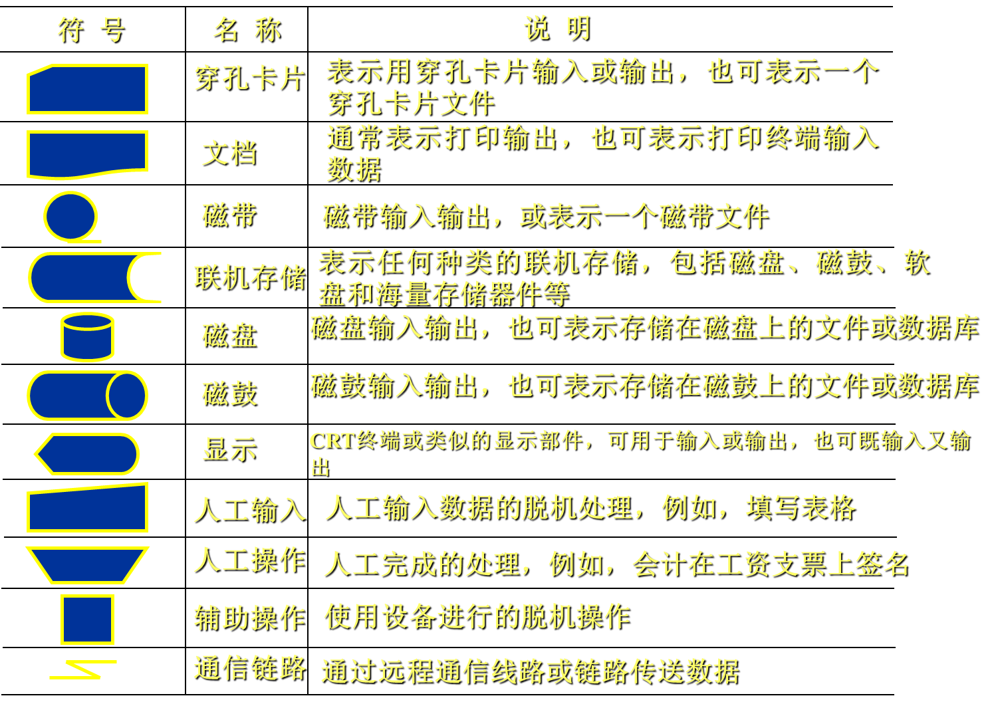 符 号 名 称 说 明
穿孔卡片 表示用穿孔卡片输入或输出，也可表示一个
穿孔卡片文件
文档 通常表示打印输出，也可表示打印终端输入
数据
磁带 磁带输入输出，或表示一个磁带文件
联机存储 表示任何种类的联机存储，包括磁盘、磁鼓、软
盘和海量存储器件等
磁盘 磁盘输入输出，也可表示存储在磁盘上的文件或数据库
磁鼓 磁鼓输入输出，也可表示存储在磁鼓上的文件或数据库
显示 CRT终端或类似的显示部件，可用于输入或输出，也可既输入又输
出
人工输入 人工输入数据的脱机处理，例如，填写表格
人工操作 人工完成的处理，例如，会计在工资支票上签名
辅助操作 使用设备进行的脱机操作
通信链路 通过远程通信线路或链路传送数据